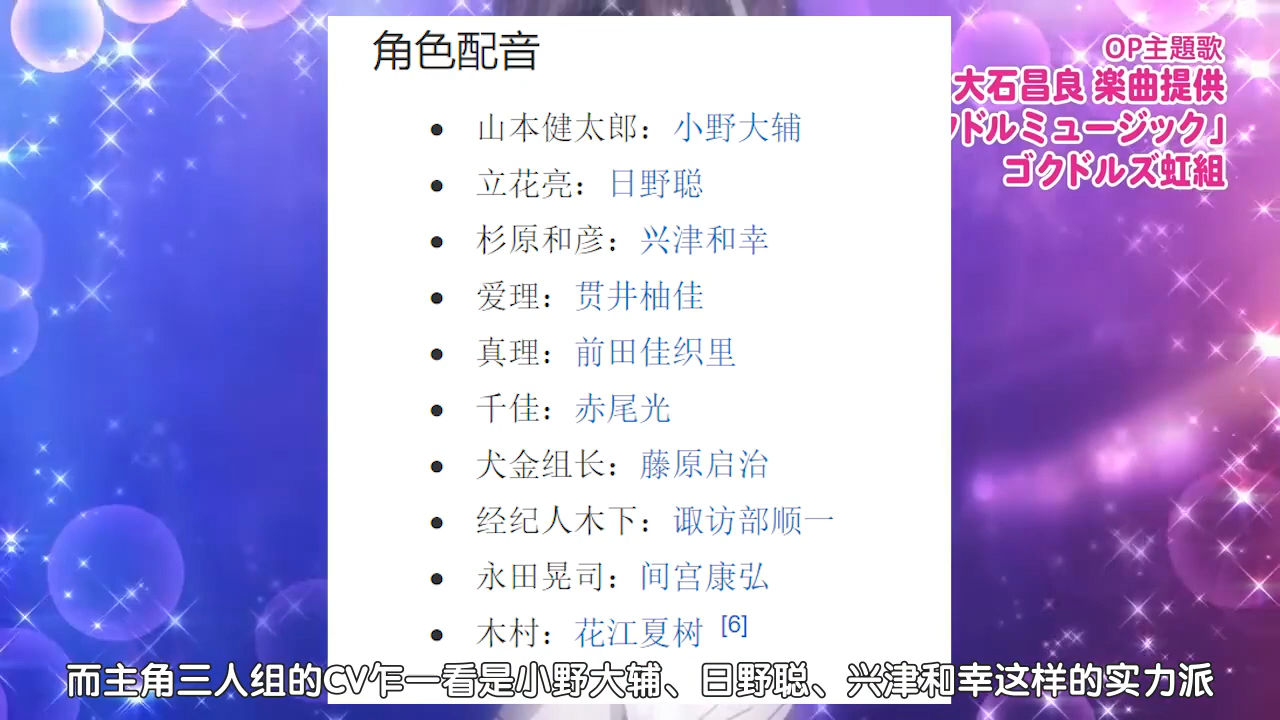 角色配音
山本健太郎：小野大辅
立花亮：日野聪
杉原和彦：兴津和幸
爱理：贯井柚佳
真理：前田佳织里
千佳：赤尾光
犬金组长：藤原启治
经纪人木下：诹访部顺一
永田晃司：间宫康弘
木村：花江夏树 [6]
OP主題歌
大石昌良 楽曲提供
ドルミュージック」
ゴクドルズ虹組
而主角三人组的CV乍一看是小野大辅、日野聪、兴津和幸这样的实力派